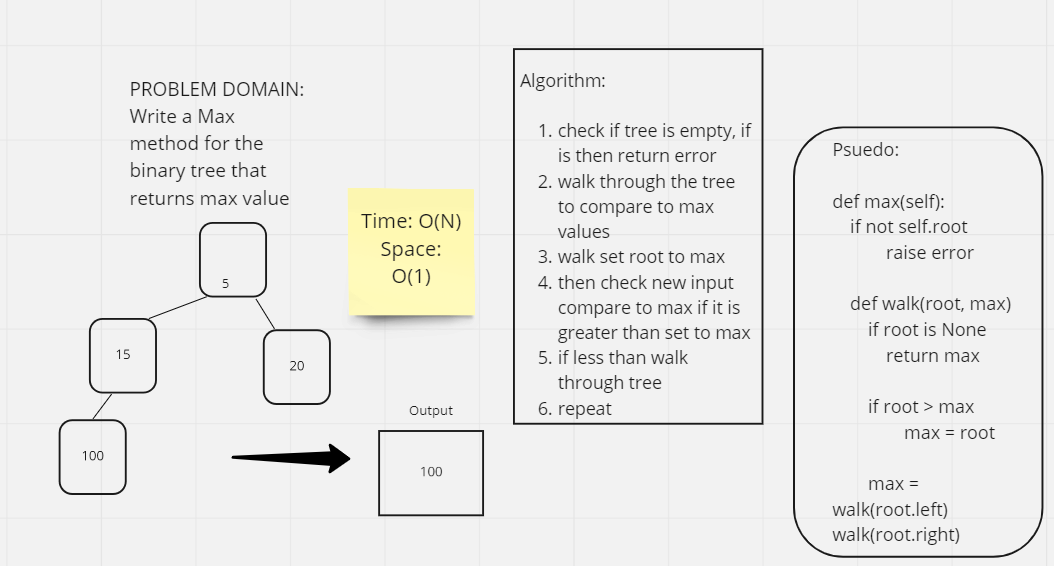 PROBLEM DOMAIN:
Write a Max
method for the
binary tree that
returns max value
5
15
20
100
Time: O(N)
Space:
O(1)
Output
100
Algorithm:
1. check if tree is empty, if
is then return error
2. walk through the tree
to compare to max
values
3. walk set root to max
4. then check new input
compare to max if it is
greater than set to max
5. if less than walk
through tree
6. repeat
Psuedo:
def max(self):
if not self.root
raise error
def walk(root, max)
if root is None
return max
if root > max
max = root
max =
walk(root.left)
walk(root.right)